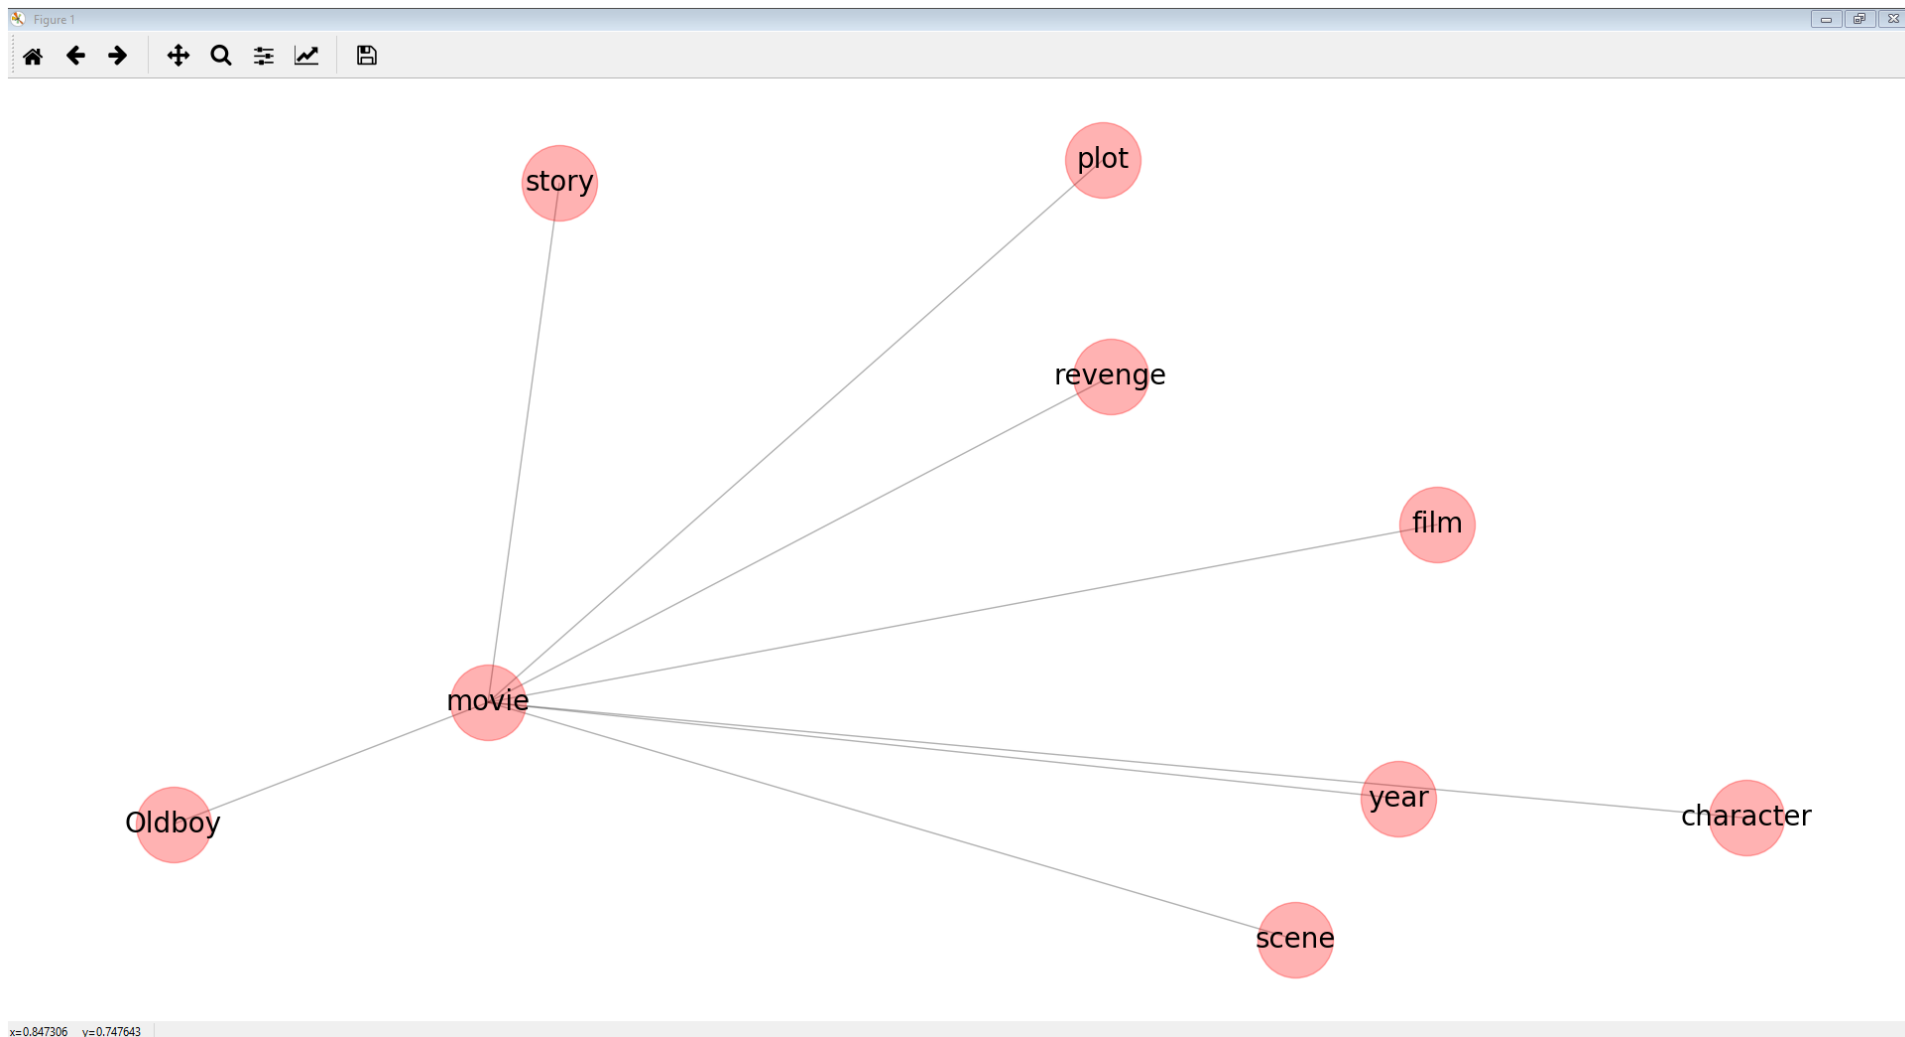 Figure 1
plot
story
revenge
film
movie
year
character
Oldboy
scene
x=0.847306 y=0.747643